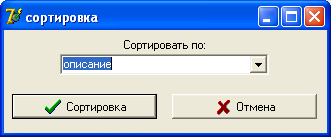 сортировка
Сортировать по:
описание
Сортировка
Отмена